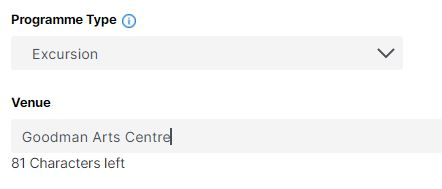 Programme Type
Excursion
Venue
Goodman Arts Centre
81 Characters left